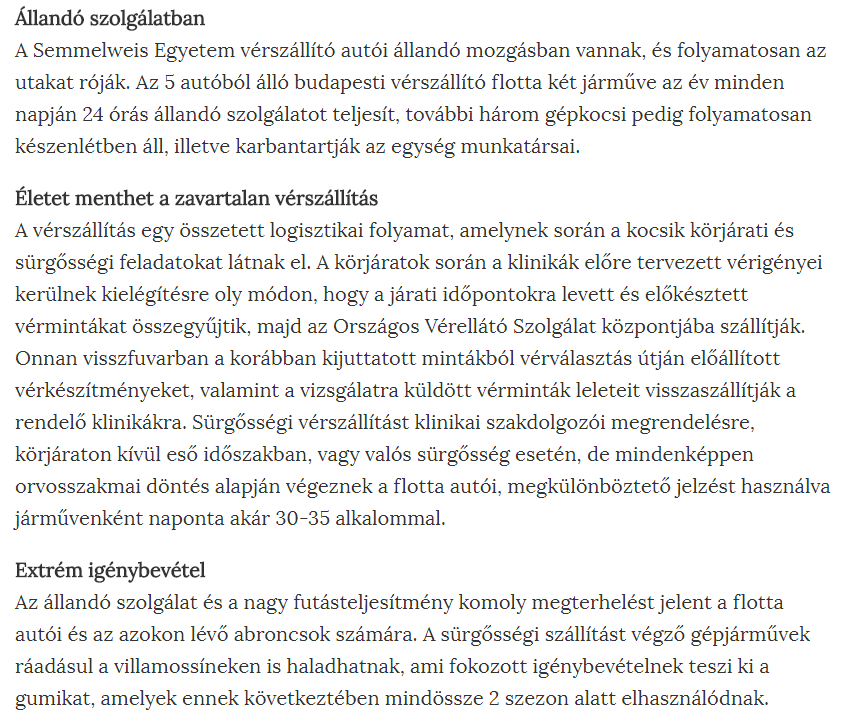 Állandó szolgálatban
A Semmelweis Egyetem vérszállító autói állandó mozgásban vannak, és folyamatosan az
utakat róják. Az 5 autóból álló budapesti vérszállító flotta két járműve az év minden
napján 24 órás állandó szolgálatot teljesít, további három gépkocsi pedig folyamatosan
készenlétben áll, illetve karbantartják az egység munkatársai.
Életet menthet a zavartalan vérszállítás
A vérszállítás egy összetett logisztikai folyamat, amelynek során a kocsik körjárati és
sürgősségi feladatokat látnak el. A körjáratok során a klinikák előre tervezett vérigényei
kerülnek kielégítésre oly módon, hogy a járati időpontokra levett és előkésztett
vérmintákat összegyűjtik, majd az Országos Vérellátó Szolgálat központjába szállítják.
Onnan visszfuvarban a korábban kijuttatott mintákból vérválasztás útján előállított
vérkészítményeket, valamint a vizsgálatra küldött vérminták leleteit visszaszállítják a
rendelő klinikákra. Sürgősségi vérszállítást klinikai szakdolgozói megrendelésre,
körjáraton kívül eső időszakban, vagy valós sürgősség esetén, de mindenképpen
orvosszakmai döntés alapján végeznek a flotta autói, megkülönböztető jelzést használva
járművenként naponta akár 30-35 alkalommal.
Extrém igénybevétel
Az állandó szolgálat és a nagy futásteljesítmény komoly megterhelést jelent a flotta
autói és az azokon lévő abroncsok számára. A sürgősségi szállítást végző gépjárművek
ráadásul a villamossíneken is haladhatnak, ami fokozott igénybevételnek teszi ki a
gumikat, amelyek ennek következtében mindössze 2 szezon alatt elhasználódnak.